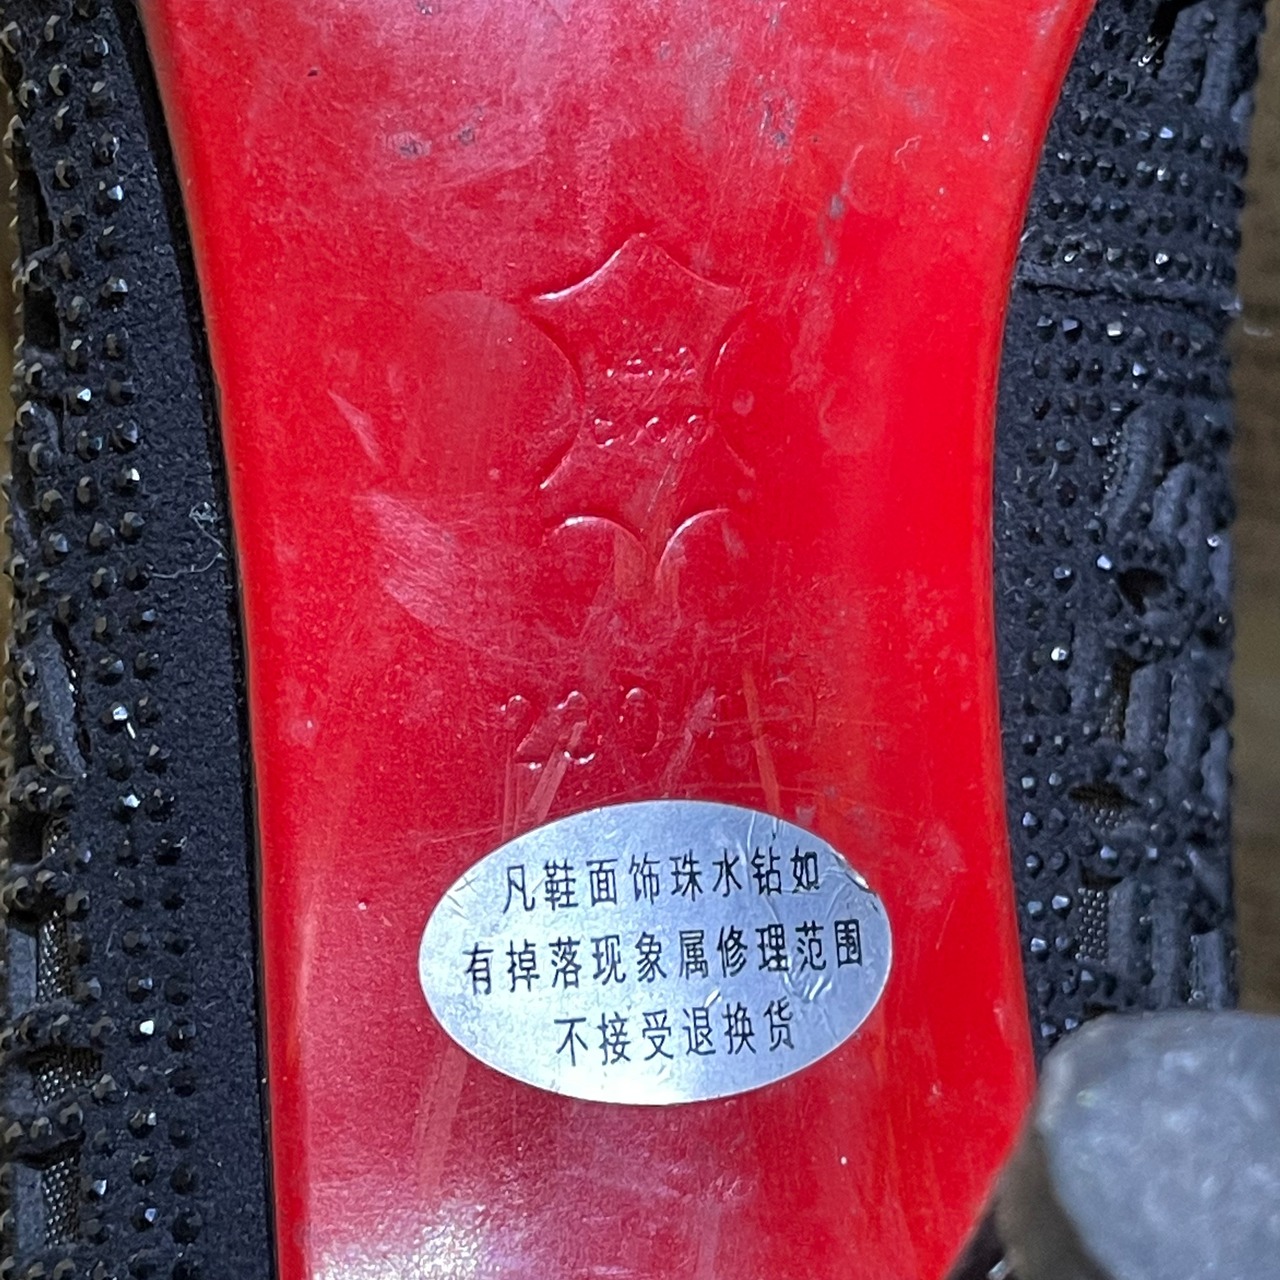 凡鞋面饰珠水钻如
有掉落现象属修理范围
不接受退换货